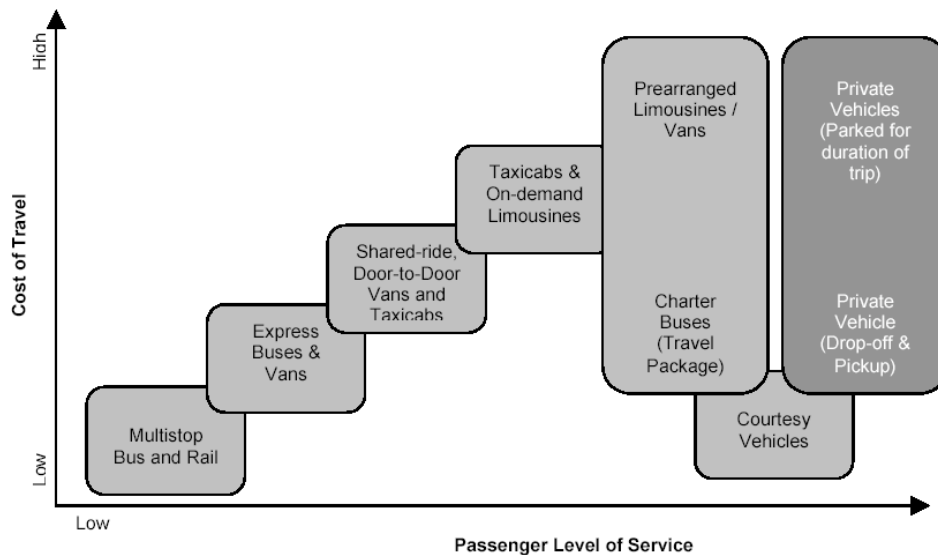 High
Cost of Travel
Low
Low
Passenger Level of Service
Multistop
Bus and Rail
Express
Buses &
Vans
Shared-ride,
Door-to-Door
Vans and
Taxicabs
Taxicabs &
On-demand
Limousines
Prearranged
Limousines /
Vans
Charter
Buses
(Travel
Package)
Courtesy
Vehicles
Private
Vehicles
(Parked for
duration of
trip)
Private
Vehicle
(Drop-off &
Pickup)